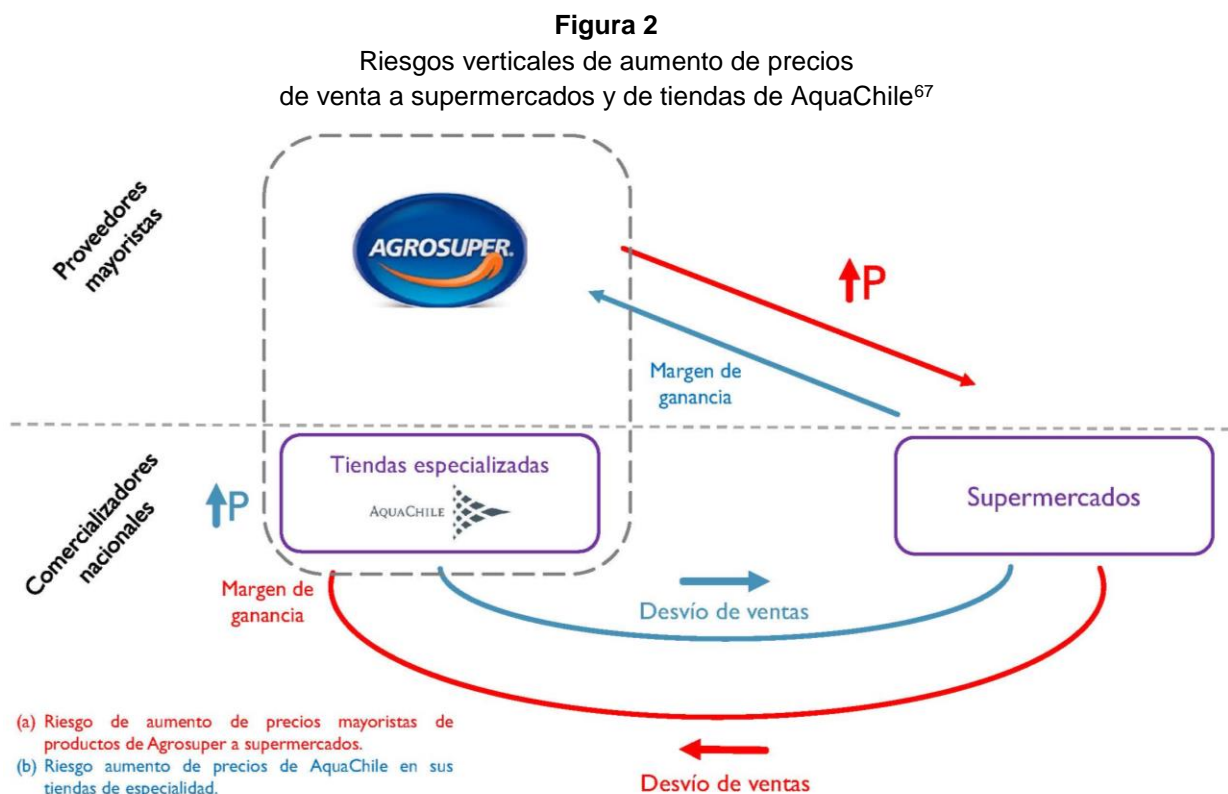 Figura 2
Riesgos verticales de aumento de precios
de venta a supermercados y de tiendas de AquaChile67
Proveedores
mayoristas
AGROSUPER®
P
Margen de
ganancia
Comercializadores
nacionales
P
Tiendas especializadas
AQUACHILE
Supermercados
Margen de
ganancia
Desvío de ventas
(a) Riesgo de aumento de precios mayoristas de
productos de Agrosuper a supermercados.
(b) Riesgo aumento de precios de AquaChile en sus
tiendas de especialidad.
Desvío de ventas